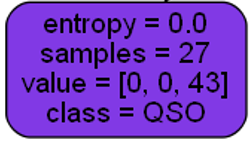 entropy = 0.0
samples = 27
value = [0, 0, 43]
class = QSO